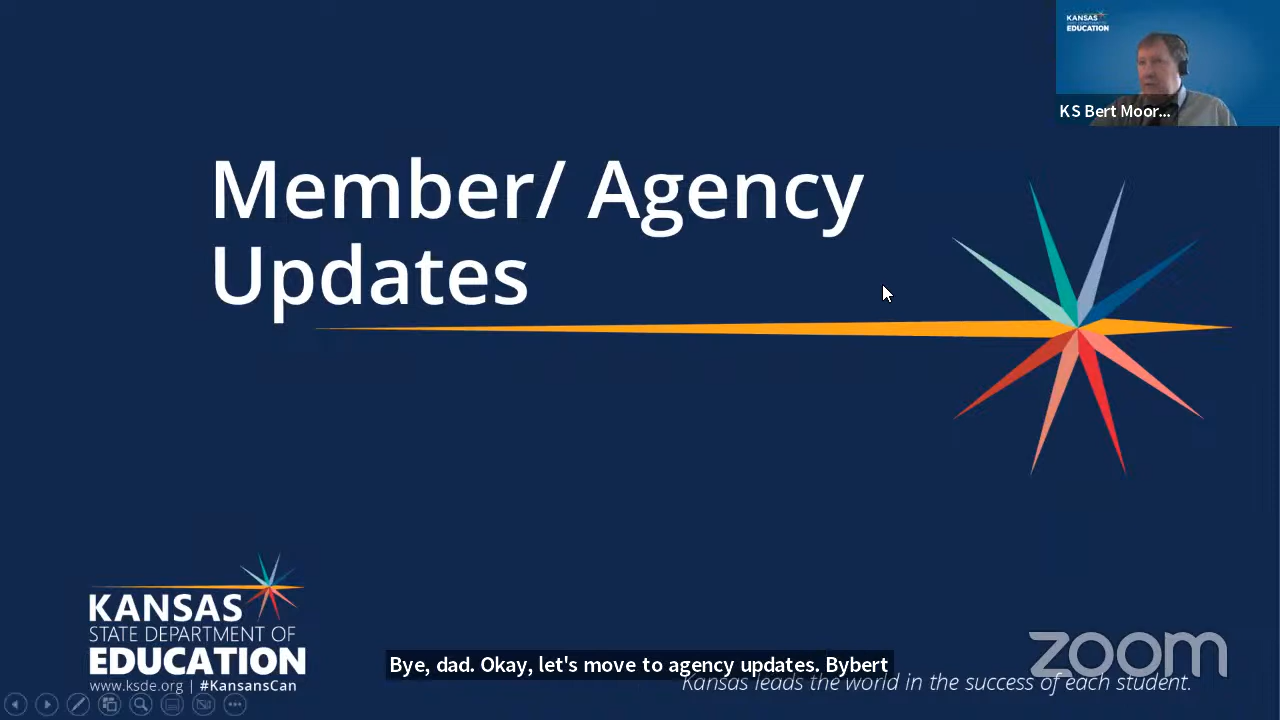 KANSAS
EDUCATION
KS Bert Moor...
Member/ Agency
Updates
KANSAS
STATE DEPARTMENT OF
EDUCATION
www.ksde.org | #KansansCan
Bye, dad. Okay, let's move to agency updates. Bybert
Kansas leads the world in the success of each student.
zoom